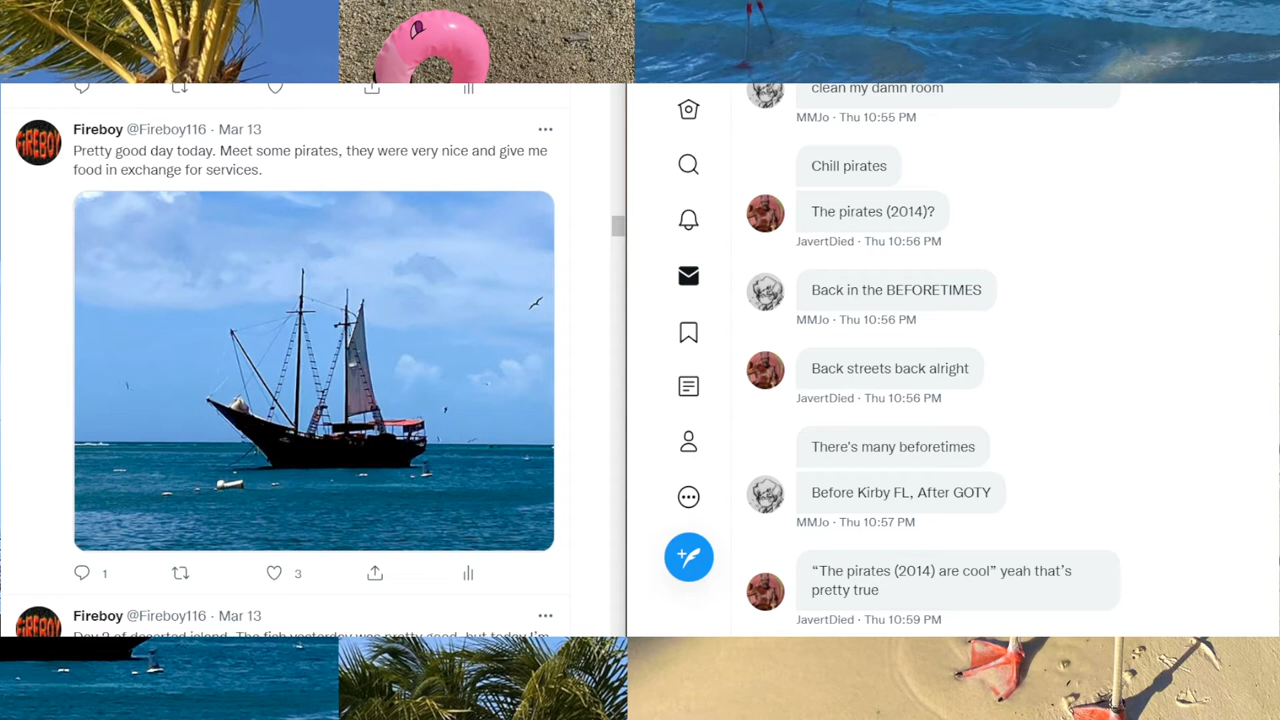 Fireboy @Fireboy116 · Mar 13
Pretty good day today. Meet some pirates, they were very nice and give me
food in exchange for services.
1
3
Fireboy @Fireboy116 · Mar 13
Day 2 of deserted island. The fish yesterday was pretty good, but today I'm
clean my damn room
MMJo · Thu 10:55 PM
Chill pirates
The pirates (2014)?
JavertDied · Thu 10:56 PM
Back in the BEFORETIMES
MMJo · Thu 10:56 PM
Back streets back alright
JavertDied · Thu 10:56 PM
There's many beforetimes
Before Kirby FL, After GOTY
MMJo · Thu 10:57 PM
“The pirates (2014) are cool” yeah that’s
pretty true
JavertDied · Thu 10:59 PM
FIREBOY